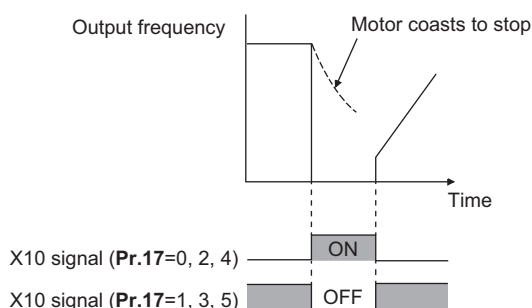 Output frequency
Motor coasts to stop
Time
X10 signal (Pr.17=0, 2, 4)
ON
X10 signal (Pr.17=1, 3, 5)
OFF